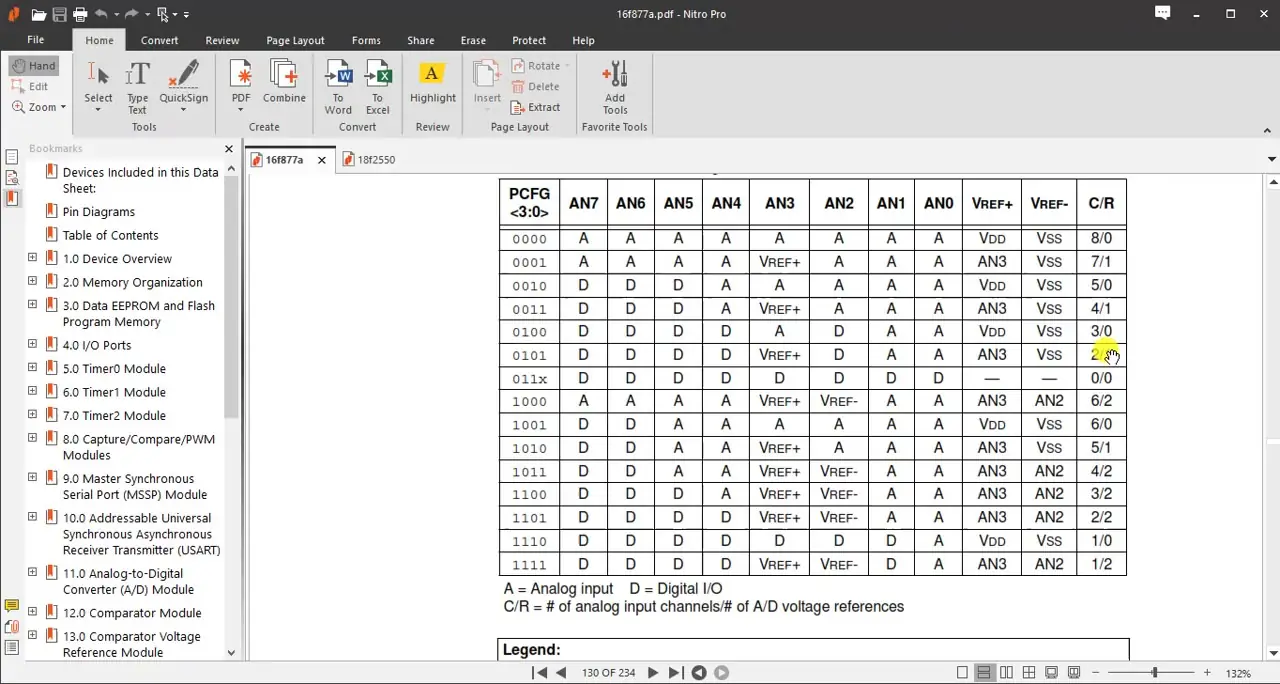 16f877a.pdf - Nitro Pro
File Home Convert Review Page Layout Forms Share Erase Protect Help
Hand
Edit
Zoom
Select
Type Text
QuickSign
Tools
PDF
Combine
Create
To Word
To Excel
Convert
Highlight
Review
Insert
Rotate
Delete
Extract
Page Layout
Add Tools
Favorite Tools
Bookmarks
Devices Included in this Data
Sheet:
Pin Diagrams
Table of Contents
1.0 Device Overview
2.0 Memory Organization
3.0 Data EEPROM and Flash
Program Memory
4.0 I/O Ports
5.0 Timer0 Module
6.0 Timer1 Module
7.0 Timer2 Module
8.0 Capture/Compare/PWM
Modules
9.0 Master Synchronous
Serial Port (MSSP) Module
10.0 Addressable Universal
Synchronous Asynchronous
Receiver Transmitter (USART)
11.0 Analog-to-Digital
Converter (A/D) Module
12.0 Comparator Module
13.0 Comparator Voltage
Reference Module
16f877a
18f2550
PCFG <3:0> AN7 AN6 AN5 AN4 AN3 AN2 AN1 AN0 VREF+ VREF- C/R
0000 A A A A A A A A VDD VSS 8/0
0001 A A A A VREF+ A A A AN3 VSS 7/1
0010 D D D A A A A A VDD VSS 5/0
0011 D D D A VREF+ A A A AN3 VSS 4/1
0100 D D D D A D A A VDD VSS 3/0
0101 D D D D VREF+ D A A AN3 VSS
011x D D D D D D D D — — 0/0
1000 A A A A VREF+ VREF- A A AN3 AN2 6/2
1001 D D A A A A A A VDD VSS 6/0
1010 D D A A VREF+ A A A AN3 VSS 5/1
1011 D D A A VREF+ VREF- A A AN3 AN2 4/2
1100 D D D A VREF+ VREF- A A AN3 AN2 3/2
1101 D D D D VREF+ VREF- A A AN3 AN2 2/2
1110 D D D D D D D A VDD VSS 1/0
1111 D D D D VREF+ VREF- D A AN3 AN2 1/2
A = Analog input D = Digital I/O
C/R = # of analog input channels/# of A/D voltage references
Legend:
130 OF 234
132%